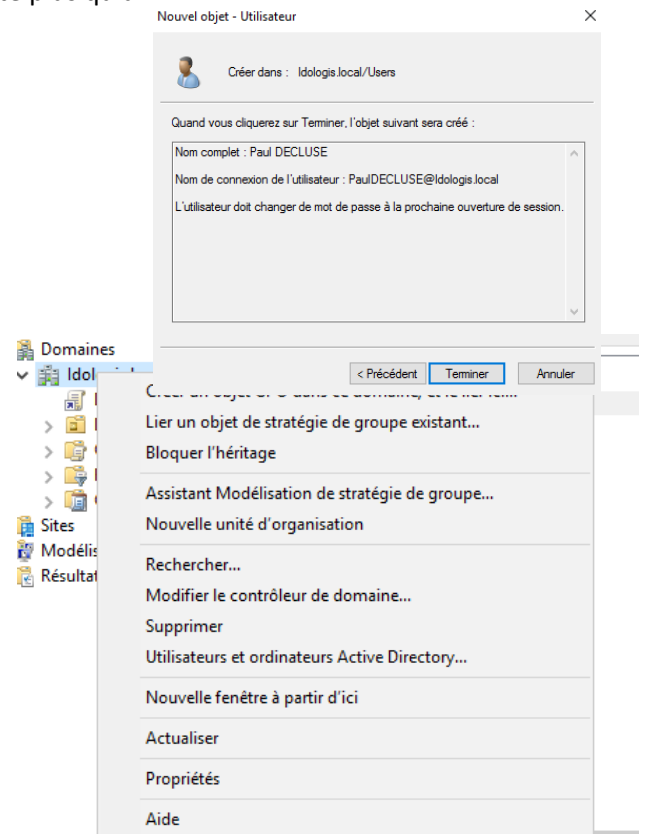 Nouvel objet - Utilisateur
Créer dans : Idologis.local/Users
Quand vous cliquerez sur Terminer, l'objet suivant sera créé :
Nom complet : Paul DECLUSE
Nom de connexion de l'utilisateur : PaulDECLUSE@Idologis.local
L'utilisateur doit changer de mot de passe à la prochaine ouverture de session.
< Précédent Terminer Annuler
Domaines
Lier un objet de stratégie de groupe existant...
Bloquer l'héritage
Assistant Modélisation de stratégie de groupe...
Sites
Nouvelle unité d'organisation
Rechercher...
Modifier le contrôleur de domaine...
Supprimer
Utilisateurs et ordinateurs Active Directory...
Nouvelle fenêtre à partir d'ici
Actualiser
Propriétés
Aide